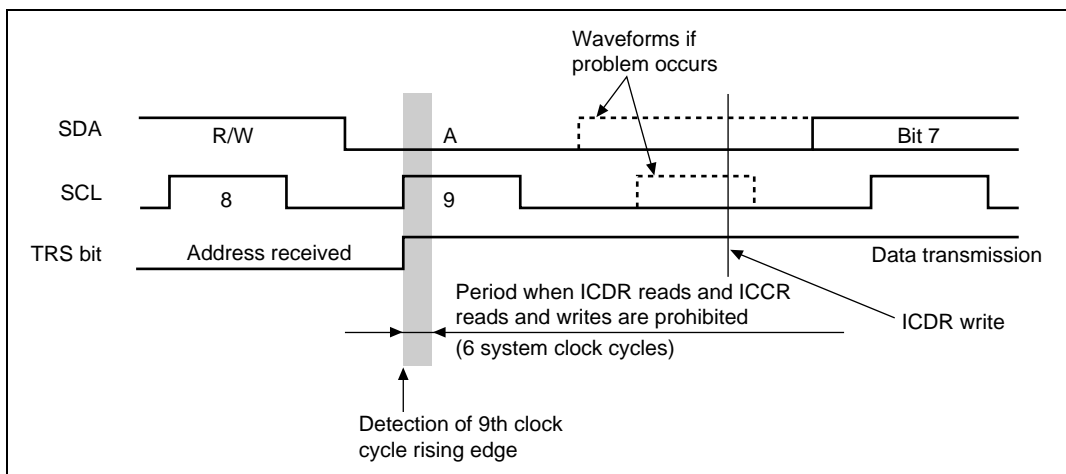 Waveforms if
problem occurs
SDA
R/W
A
Bit 7
SCL
8
9
TRS bit
Address received
Data transmission
Period when ICDR reads and ICCR
reads and writes are prohibited
(6 system clock cycles)
ICDR write
Detection of 9th clock
cycle rising edge